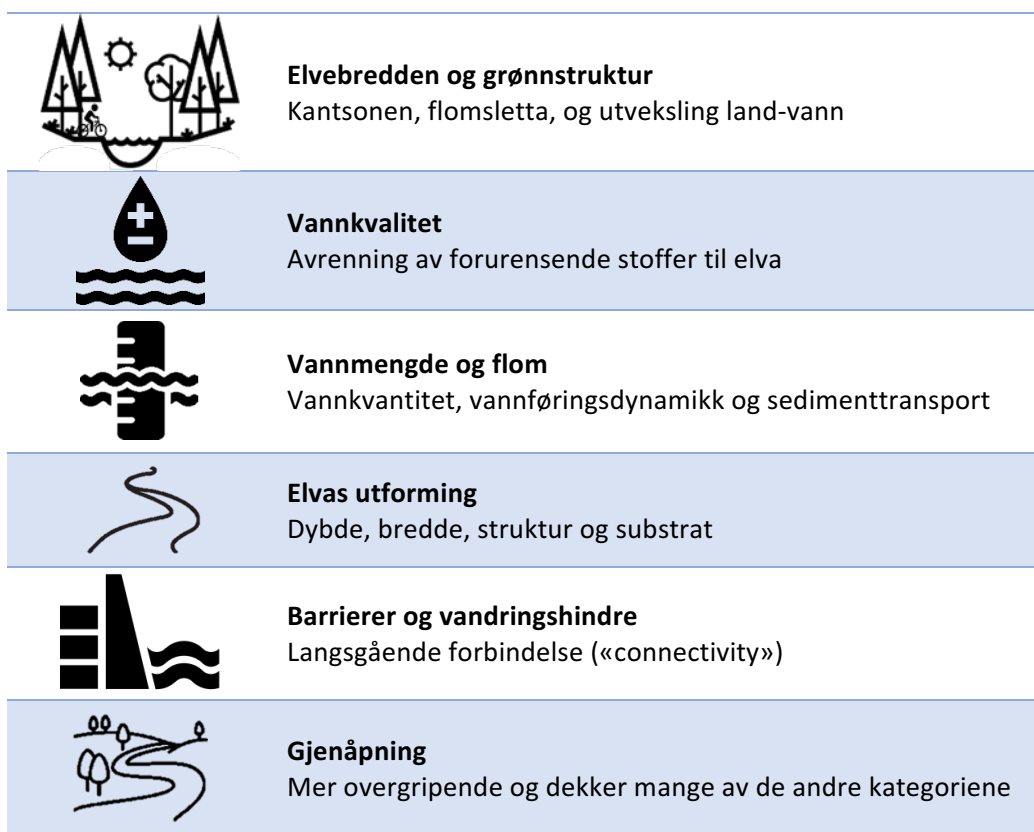 Elvebredden og grønnstruktur
Kantsonen, flomsletta, og utveksling land-vann
Vannkvalitet
Avrenning av forurensende stoffer til elva
Vannmengde og flom
Vannkvantitet, vannføringsdynamikk og sedimenttransport
Elvas utforming
Dybde, bredde, struktur og substrat
Barrierer og vandringshindre
Langsgående forbindelse («connectivity»)
Gjenåpning
Mer overgripende og dekker mange av de andre kategoriene